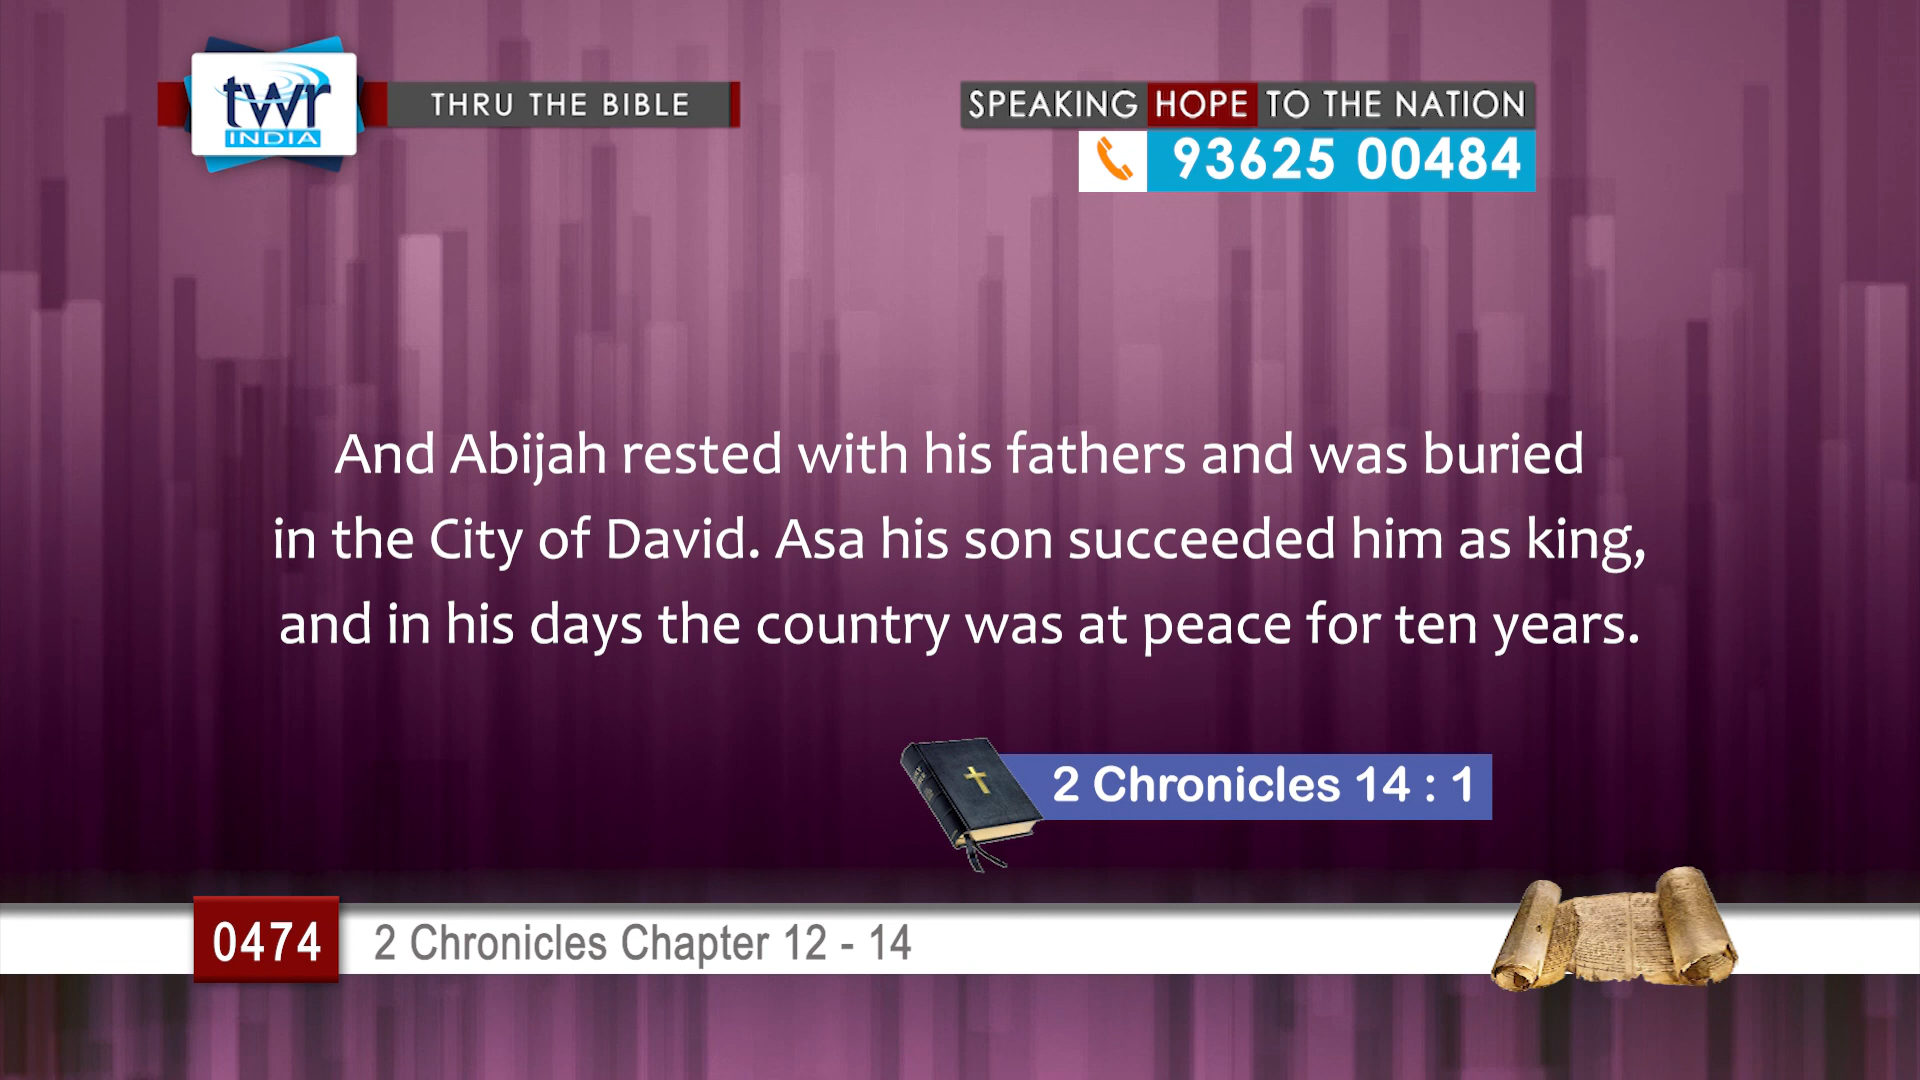 twr
INDIA
THRU THE BIBLE
SPEAKING HOPE TO THE NATION
93625 00484
And Abijah rested with his fathers and was buried
in the City of David. Asa his son succeeded him as king,
and in his days the country was at peace for ten years.
2 Chronicles 14 : 1
0474
2 Chronicles Chapter 12 - 14